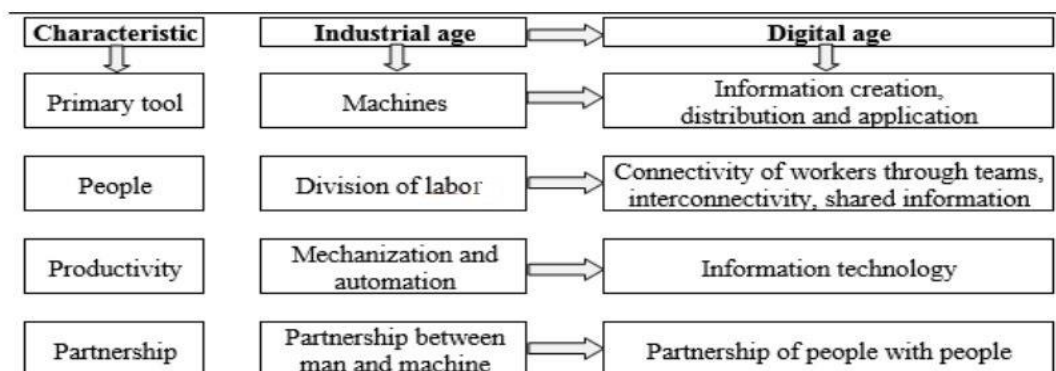 Characteristic
Industrial age
Digital age
Primary tool
Machines
Information creation,
distribution and application
People
Division of labor
Connectivity of workers through teams,
interconnectivity, shared information
Productivity
Mechanization and
automation
Information technology
Partnership
Partnership between
man and machine
Partnership of people with people